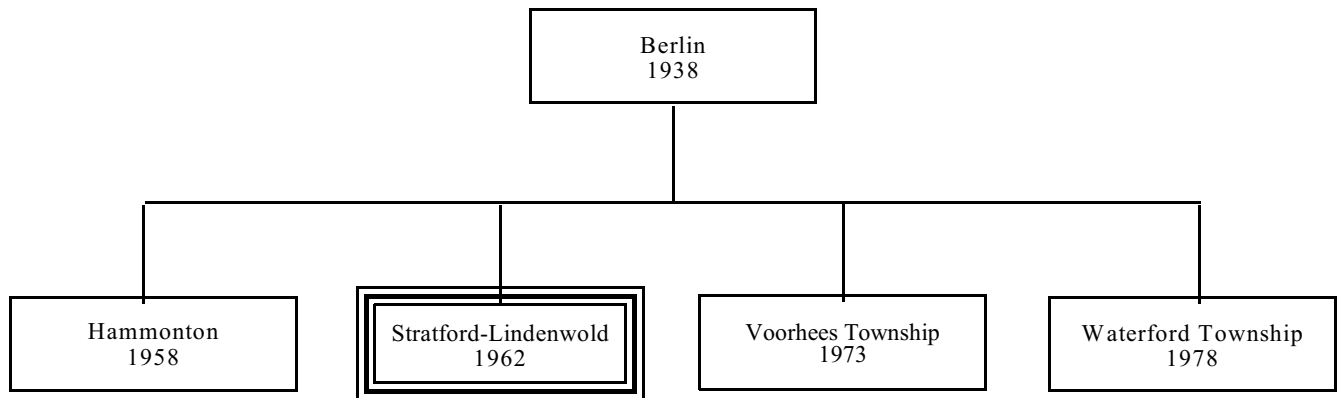 Berlin
1938
Hammonton
1958
Stratford-Lindenwold
1962
Voorhees Township
1973
Waterford Township
1978